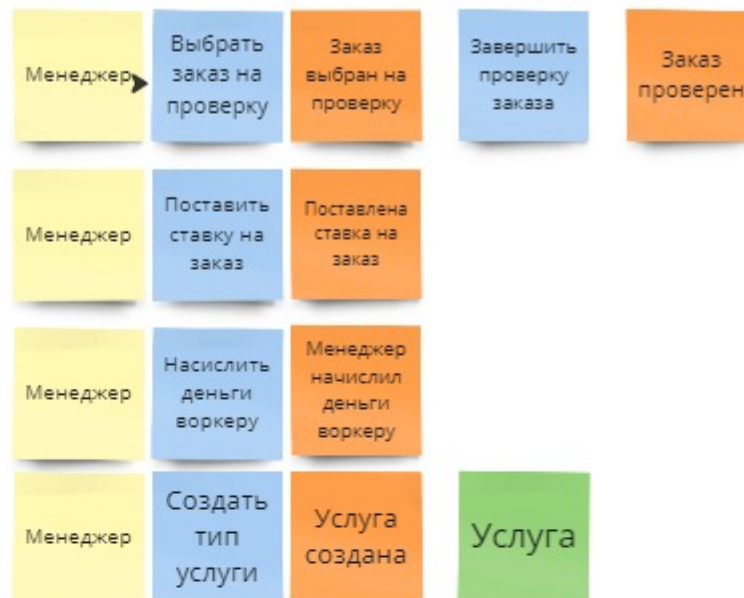 Менеджер
Выбрать
заказ на
проверку
Заказ
выбран на
проверку
Завершить
проверку
заказа
Заказ
проверен
Менеджер
Поставить
ставку на
заказ
Поставлена
ставка на
заказ
Менеджер
Насислить
деньги
воркеру
Менеджер
начислил
деньги
воркеру
Менеджер
Создать
тип
услуги
Услуга
создана
Услуга